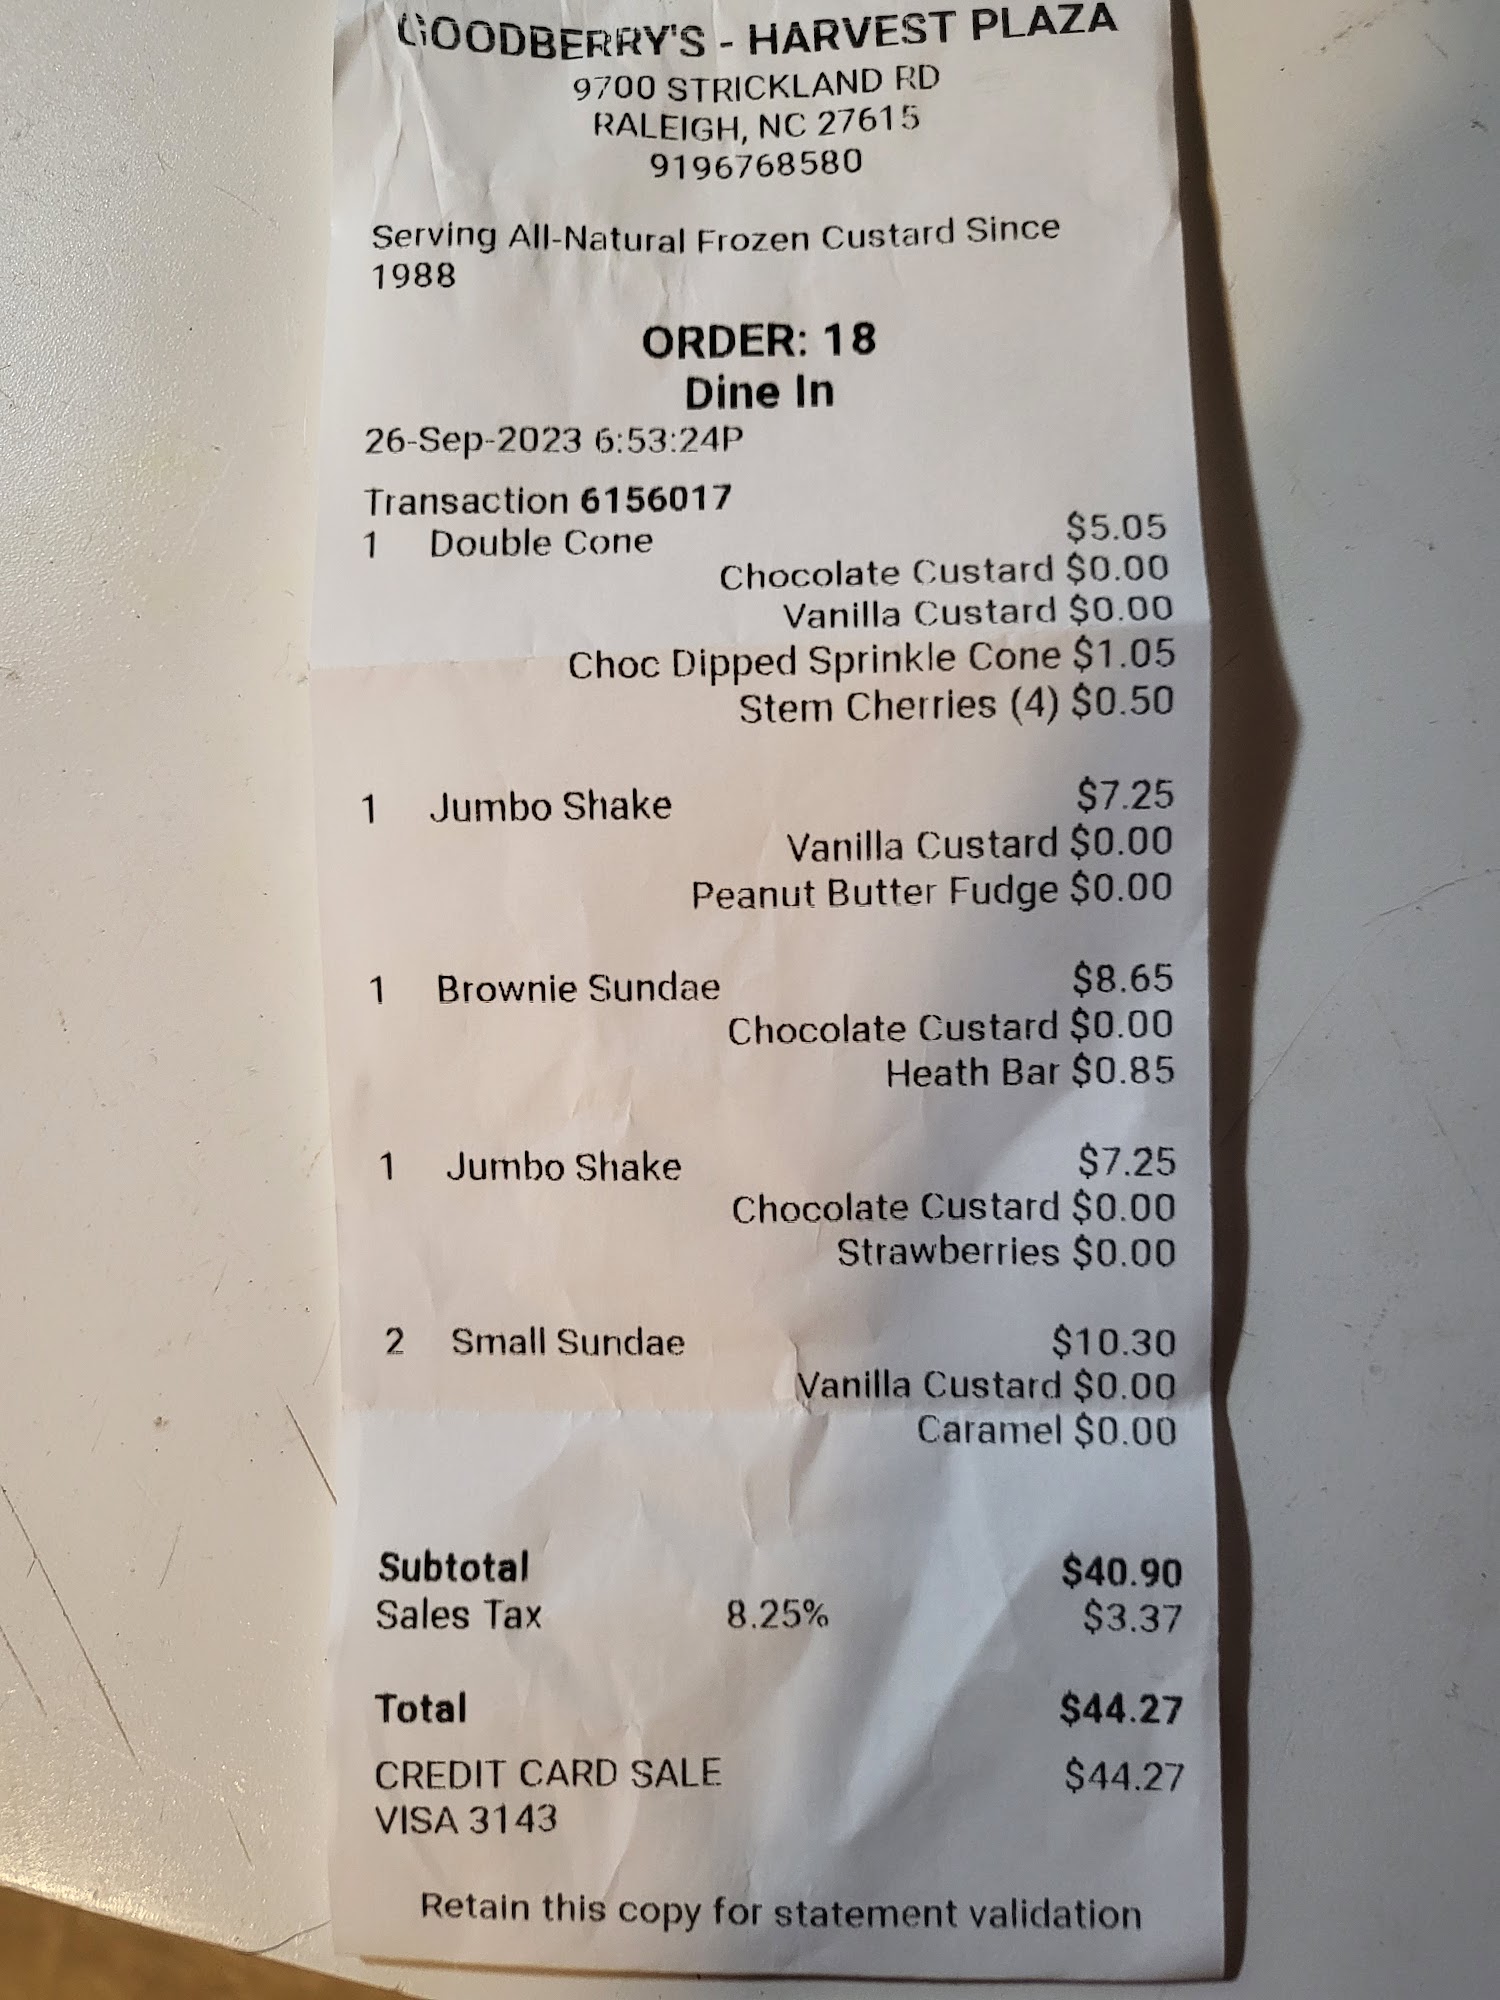 GOODBERRY'S - HARVEST PLAZA
9700 STRICKLAND RD
RALEIGH, NC 27615
9196768580
Serving All-Natural Frozen Custard Since
1988
ORDER: 18
Dine In
26-Sep-2023 6:53:24P
Transaction 6156017
1 Double Cone $5.05
Chocolate Custard $0.00
Vanilla Custard $0.00
Choc Dipped Sprinkle Cone $1.05
Stem Cherries (4) $0.50
1 Jumbo Shake $7.25
Vanilla Custard $0.00
Peanut Butter Fudge $0.00
1 Brownie Sundae $8.65
Chocolate Custard $0.00
Heath Bar $0.85
1 Jumbo Shake $7.25
Chocolate Custard $0.00
Strawberries $0.00
2 Small Sundae $10.30
Vanilla Custard $0.00
Caramel $0.00
Subtotal $40.90
Sales Tax 8.25% $3.37
Total $44.27
CREDIT CARD SALE $44.27
VISA 3143
Retain this copy for statement validation